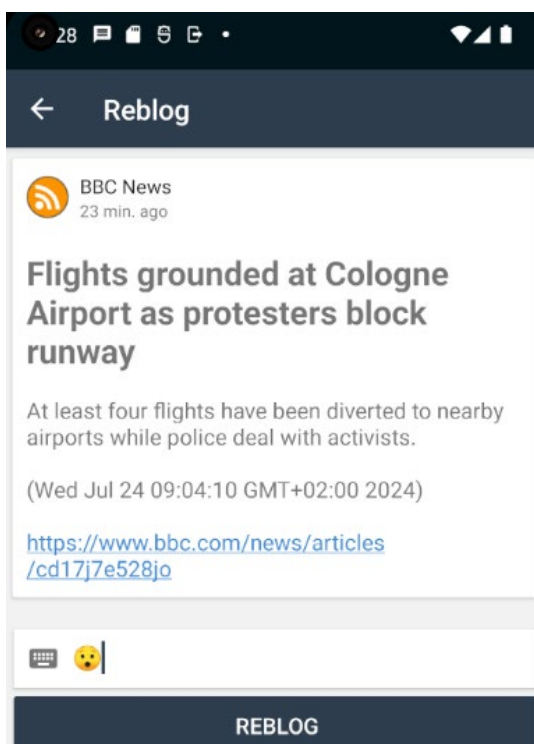 28
Reblog
BBC News
23 min. ago
Flights grounded at Cologne
Airport as protesters block
runway
At least four flights have been diverted to nearby
airports while police deal with activists.
(Wed Jul 24 09:04:10 GMT+02:00 2024)
https://www.bbc.com/news/articles
/cd17j7e528jo
😯
REBLOG